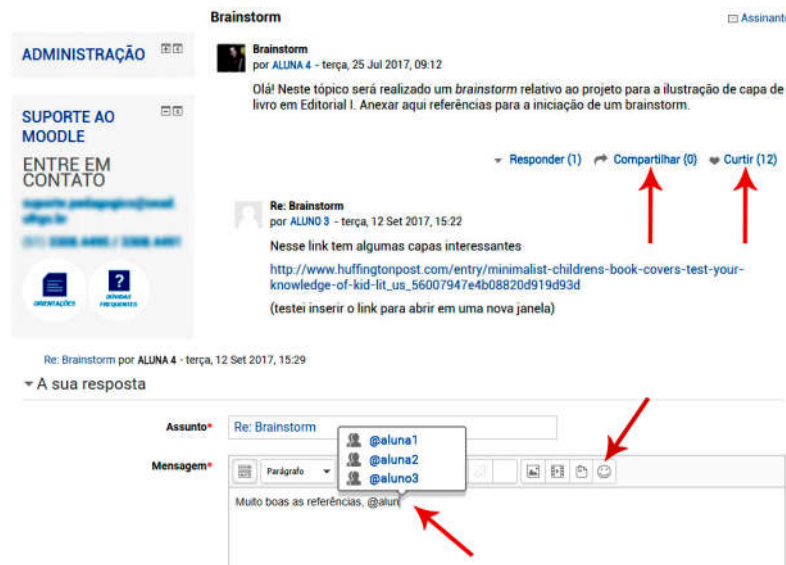 Brainstorm
Assinante
ADMINISTRAÇÃO
Brainstorm
por ALUNA 4 - terça, 25 Jul 2017, 09:12
Olá! Neste tópico será realizado um brainstorm relativo ao projeto para a ilustração de capa de
livro em Editorial I. Anexar aqui referências para a iniciação de um brainstorm.
SUPORTE AO
MOODLE
ENTRE EM
CONTATO
ORIENTAÇÕES
?
DÚVIDAS
FREQUENTES
Responder (1) Compartilhar (0) Curtir (12)
Re: Brainstorm
por ALUNO 3 - terça, 12 Set 2017, 15:22
Nesse link tem algumas capas interessantes
http://www.huffingtonpost.com/entry/minimalist-childrens-book-covers-test-your-
knowledge-of-kid-lit_us_56007947e4b08820d919d93d
(testei inserir o link para abrir em uma nova janela)
Re: Brainstorm por ALUNA 4 - terça, 12 Set 2017, 15:29
A sua resposta
Assunto*
Re: Brainstorm
@aluna1
@aluna2
@aluno3
Mensagem*
Parágrafo
Muito boas as referências, @alun